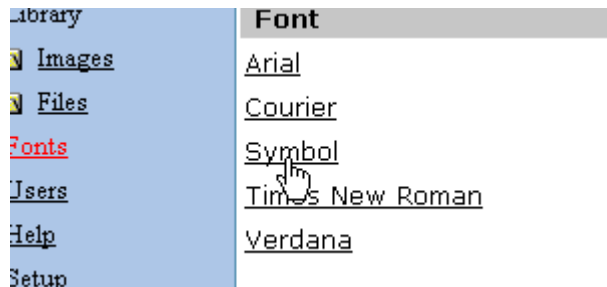 Library
Images
Files
Fonts
Users
Help
Setup
Font
Arial
Courier
Symbol
Times New Roman
Verdana